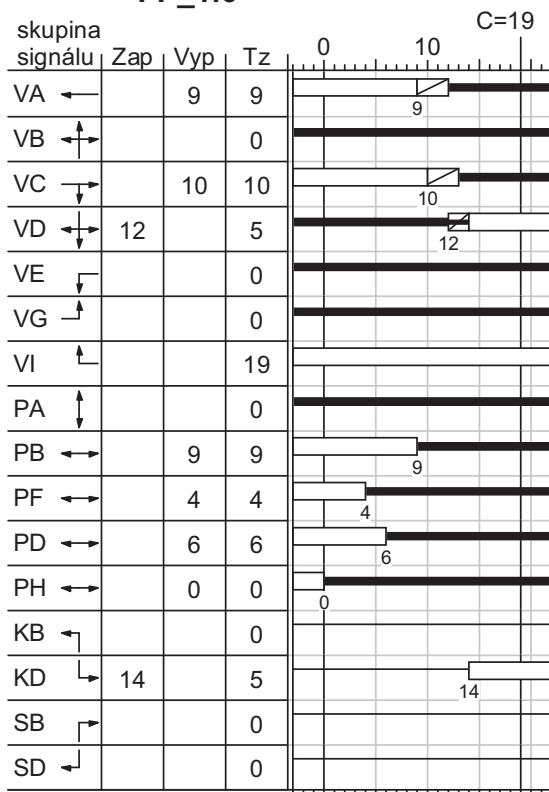 C=19
skupina
signálu Zap Vyp Tz 0 10
VA 9 9
9
VB 0
VC 10 10
10
VD 12 5
12
VE 0
VG 0
VI 19
PA 0
PB 9 9
9
PF 4 4
4
PD 6 6
6
PH 0 0
0
KB 0
KD 14 5
14
SB 0
SD 0